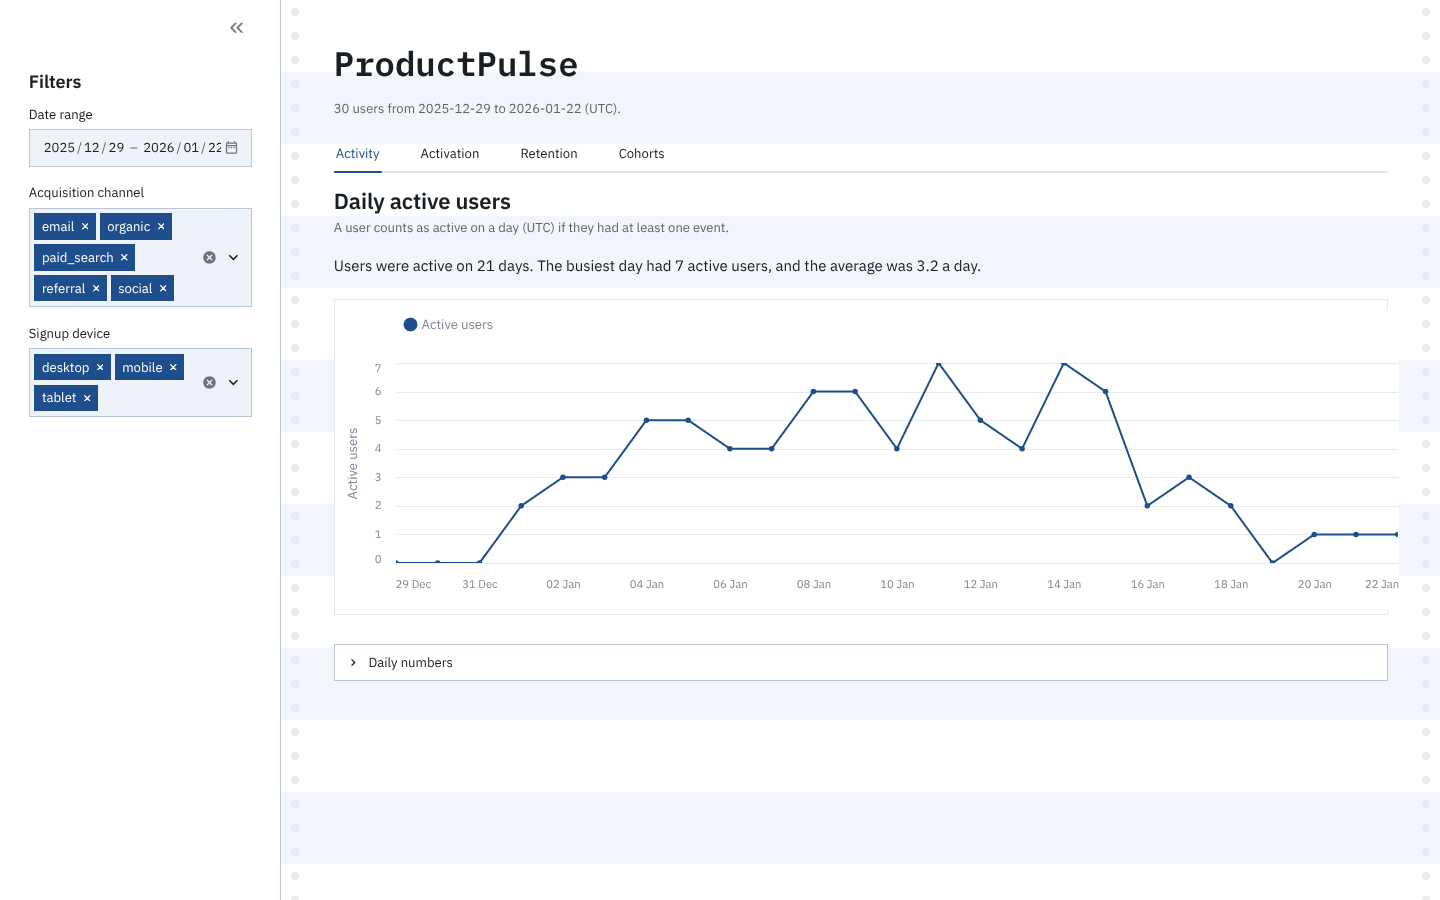 Filters
Date range
2025/12/29 – 2026/01/22
Acquisition channel
email × organic ×
paid_search ×
referral × social ×
Signup device
desktop × mobile ×
tablet ×
ProductPulse
30 users from 2025-12-29 to 2026-01-22 (UTC).
Activity Activation Retention Cohorts
Daily active users
A user counts as active on a day (UTC) if they had at least one event.
Users were active on 21 days. The busiest day had 7 active users, and the average was 3.2 a day.
Active users
7
6
5
4
3
2
1
0
Active users
29 Dec 31 Dec 02 Jan 04 Jan 06 Jan 08 Jan 10 Jan 12 Jan 14 Jan 16 Jan 18 Jan 20 Jan 22 Jan
Daily numbers